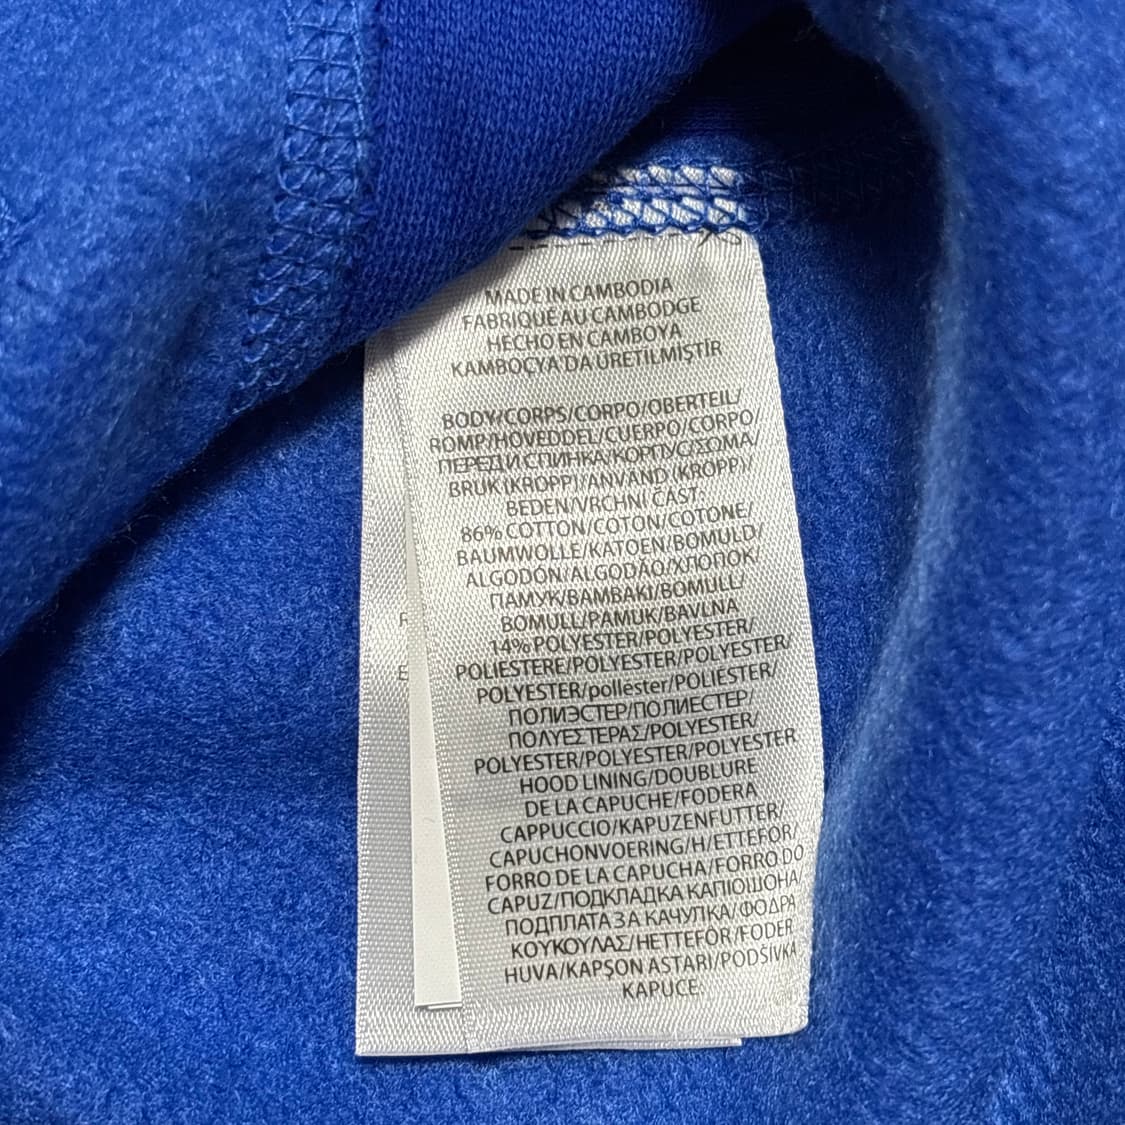 MADE IN CAMBODIA
FABRIQUÉ AU CAMBODGE
HECHO EN CAMBOYA
KAMBOÇYA'DA ÜRETİLMİŞTİR
BODY/CORPS/CORPO/OBERTEIL/
ROMP/HOVEDDEL/CUERPO/CORPO/
ПЕРЕД И СПИНКА/КОРПУС/ΣΩΜΑ/
BRUK (KROPP)/ANVÄND (KROPP)/
BEDEN/VRCHNÍ ČÁST:
86% COTTON/COTON/COTONE/
BAUMWOLLE/KATOEN/BOMULD/
ALGODÓN/ALGODÃO/ХЛОПОК/
ПАМУК/ΒΑΜΒΑΚΙ/BOMULL/
BOMULL/PAMUK/BAVLNA
14% POLYESTER/POLYESTER/
POLIESTERE/POLYESTER/POLYESTER/
POLYESTER/poliéster/POLIÉSTER/
ПОЛИЭСТЕР/ПОЛИЕСТЕР/
ΠΟΛΥΕΣΤΕΡΑΣ/POLYESTER/
POLYESTER/POLYESTER/POLYESTER
HOOD LINING/DOUBLURE
DE LA CAPUCHE/FODERA
CAPPUCCIO/KAPUZENFUTTER/
CAPUCHONVOERING/HÆTTEFOR/
FORRO DE LA CAPUCHA/FORRO DO
CAPUZ/ПОДКЛАДКА КАПЮШОНА/
ПОДПЛАТА ЗА КАЧУЛКА/ΦΟΔΡΑ
ΚΟΥΚΟΥΛΑΣ/HETTEFÔR/FODER
HUVA/KAPŞON ASTARI/PODŠÍVKA
KAPUCE: